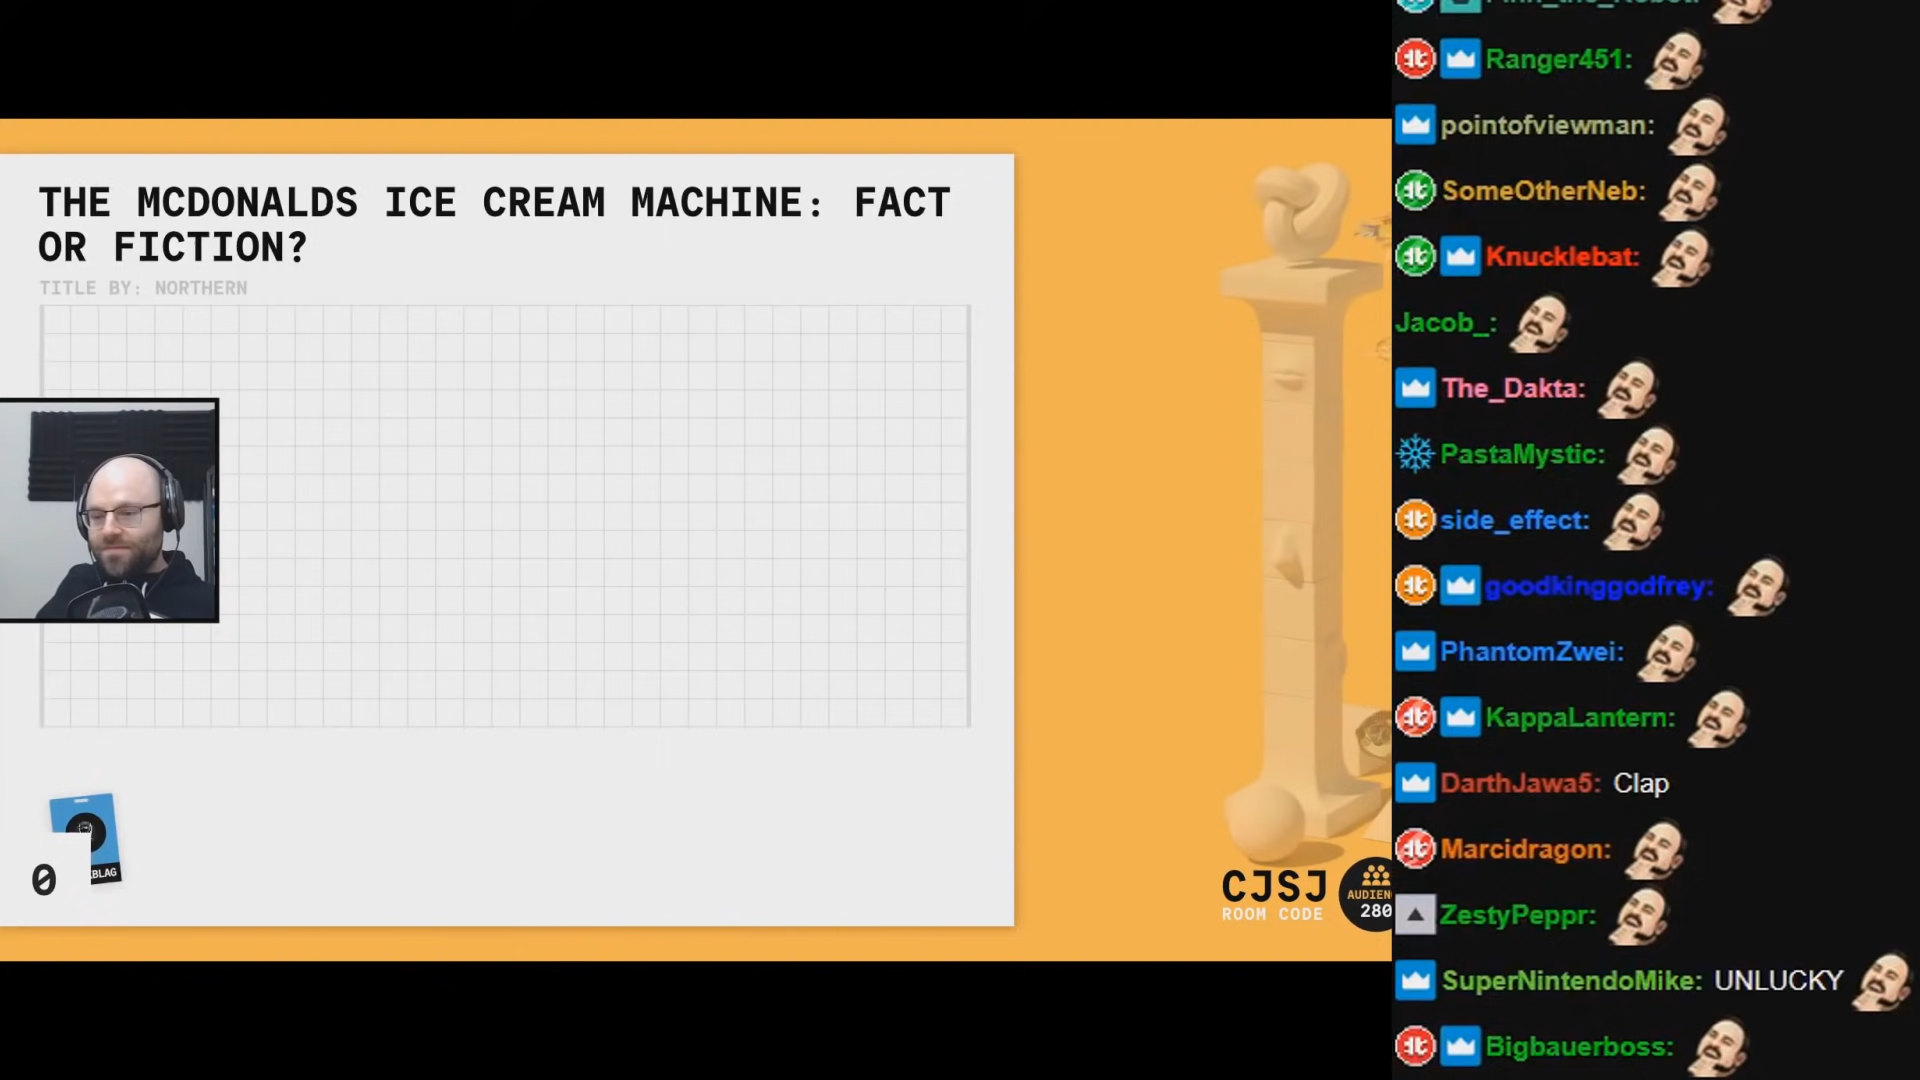 THE MCDONALDS ICE CREAM MACHINE: FACT
OR FICTION?
TITLE BY: NORTHERN
0
CJSJ
ROOM CODE
280
Ranger451:
pointofviewman:
SomeOtherNeb:
Knucklebat:
Jacob_:
The_Dakta:
PastaMystic:
side_effect:
goodkinggodfrey:
PhantomZwei:
KappaLantern:
DarthJawa5: Clap
Marcidragon:
ZestyPeppr:
SuperNintendoMike: UNLUCKY
Bigbauerboss: